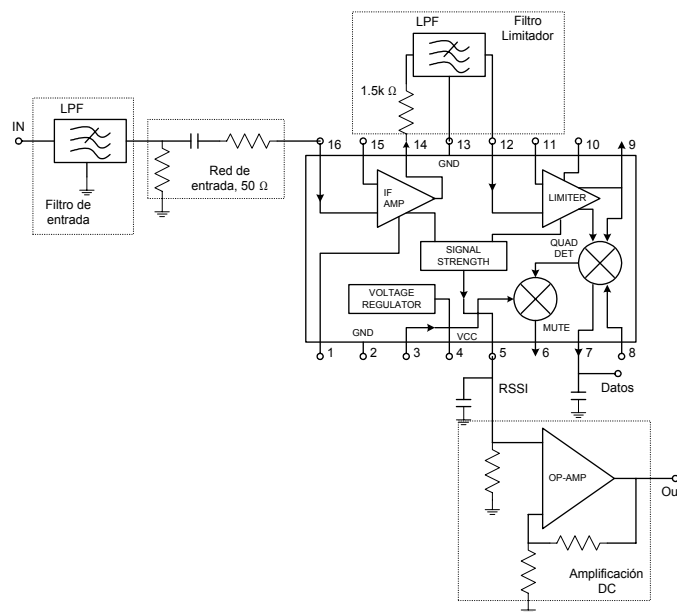 LPF
Filtro
Limitador
1.5k Ω
LPF
IN
16
15
14
13
12
11
10
9
GND
Red de
entrada, 50 Ω
Filtro de
entrada
IF
AMP
LIMITER
SIGNAL
STRENGTH
QUAD
DET
VOLTAGE
REGULATOR
MUTE
GND
VCC
1
2
3
4
5
6
7
8
RSSI
Datos
OP-AMP
Ou
Amplificación
DC